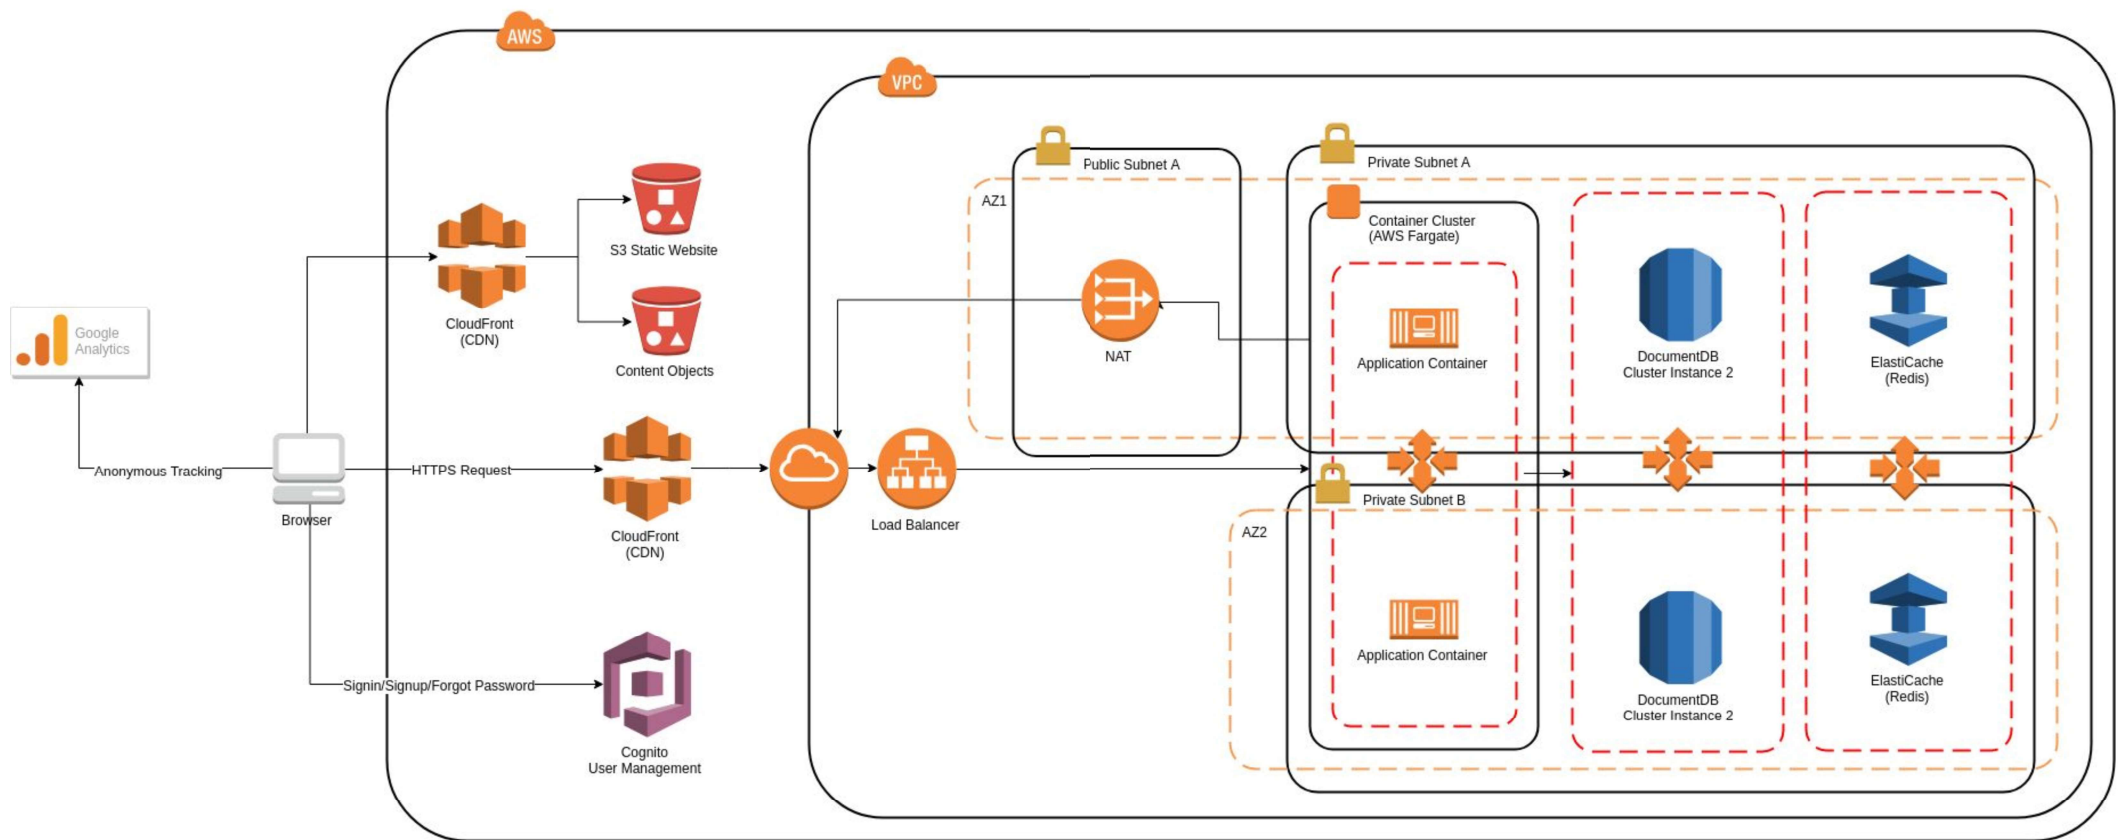 AWS
VPC
Public Subnet A
Private Subnet A
AZ1
Container Cluster
(AWS Fargate)
S3 Static Website
CloudFront
(CDN)
Google
Analytics
Content Objects
NAT
Application Container
DocumentDB
Cluster Instance 2
ElastiCache
(Redis)
Anonymous Tracking
HTTPS Request
Browser
CloudFront
(CDN)
Load Balancer
Private Subnet B
AZ2
Application Container
DocumentDB
Cluster Instance 2
ElastiCache
(Redis)
Signin/Signup/Forgot Password
Cognito
User Management